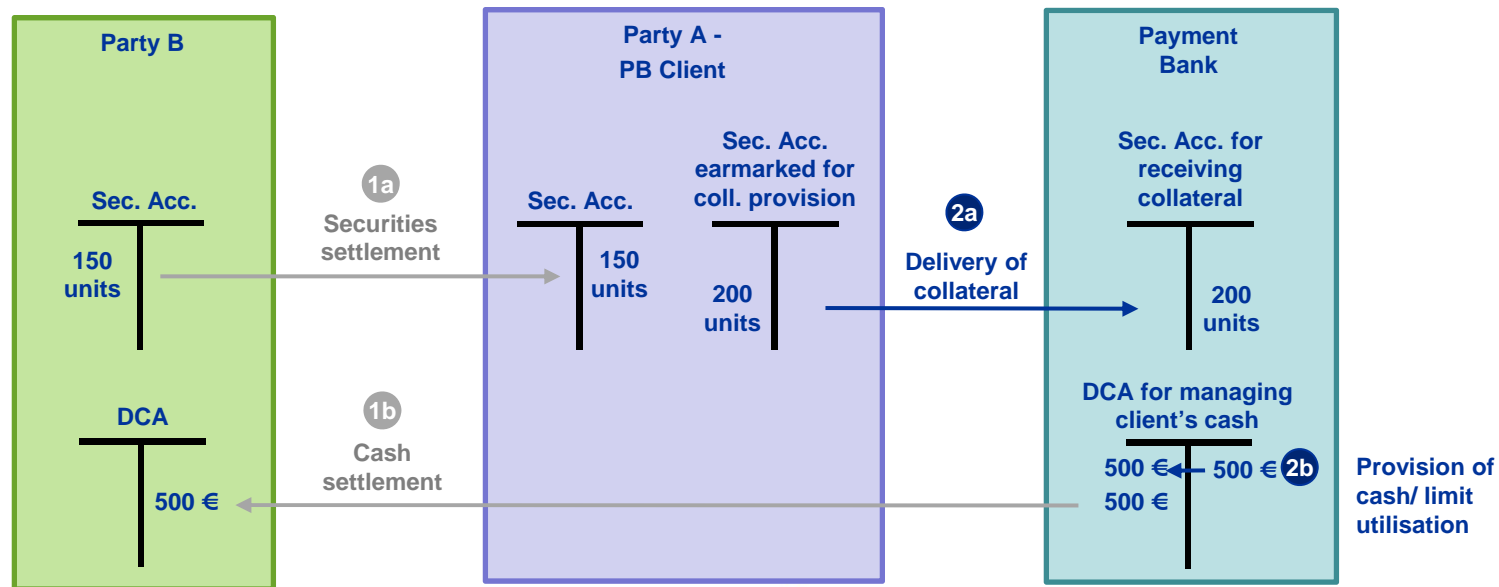 Party B
Party A -
PB Client
Payment
Bank
Sec. Acc.
150
units
1a
Securities
settlement
Sec. Acc.
150
units
Sec. Acc.
earmarked for
coll. provision
200
units
2a
Delivery of
collateral
Sec. Acc. for
receiving
collateral
200
units
DCA
500 €
1b
Cash
settlement
DCA for managing
client's cash
500 €
500 €
500 €
2b
Provision of
cash/ limit
utilisation